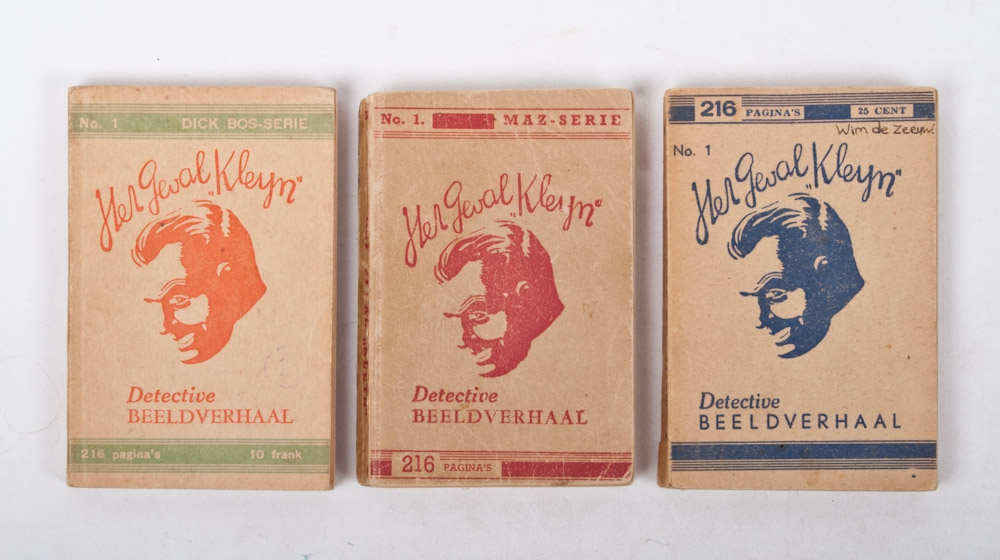 No. 1 DICK BOS-SERIE
Het Geval
„Kleyn"
Detective
BEELDVERHAAL
216 pagina's 10 frank
No. 1. MAZ-SERIE
Het Geval
„Kleyn"
Detective
BEELDVERHAAL
216 PAGINA'S
216 PAGINA'S 25 CENT
Wim de Zeeuw.
No. 1
Het Geval
„Kleyn"
Detective
BEELDVERHAAL